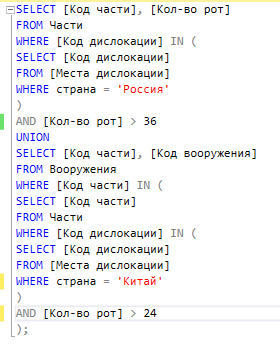 SELECT [Код части], [Кол-во рот]
FROM Части
WHERE [Код дислокации] IN (
SELECT [Код дислокации]
FROM [Места дислокации]
WHERE страна = 'Россия'
)
AND [Кол-во рот] > 36
UNION
SELECT [Код части], [Код вооружения]
FROM Вооружения
WHERE [Код части] IN (
SELECT [Код части]
FROM Части
WHERE [Код дислокации] IN (
SELECT [Код дислокации]
FROM [Места дислокации]
WHERE страна = 'Китай'
)
AND [Кол-во рот] > 24
);